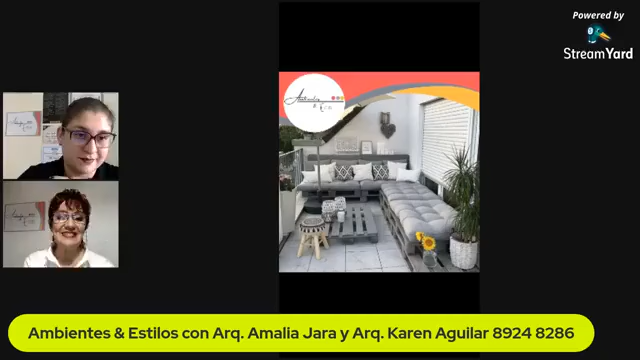 Powered by
StreamYard
Ambientes & Estilos con Arq. Amalia Jara y Arq. Karen Aguilar 8924 8286